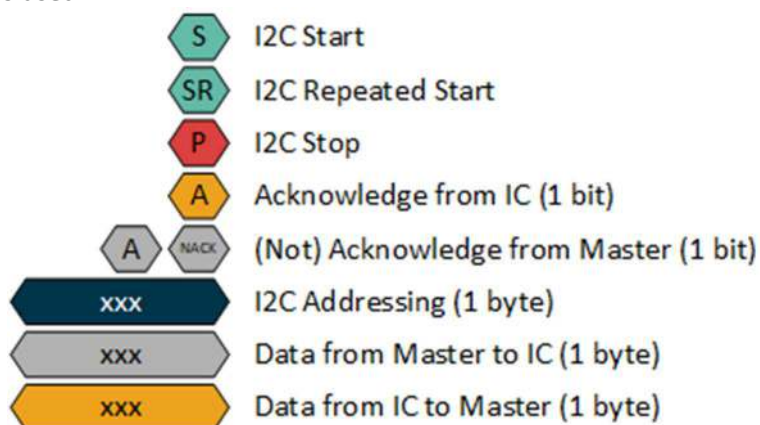 S I2C Start
SR I2C Repeated Start
P I2C Stop
A Acknowledge from IC (1 bit)
A NACK (Not) Acknowledge from Master (1 bit)
xxx I2C Addressing (1 byte)
xxx Data from Master to IC (1 byte)
xxx Data from IC to Master (1 byte)